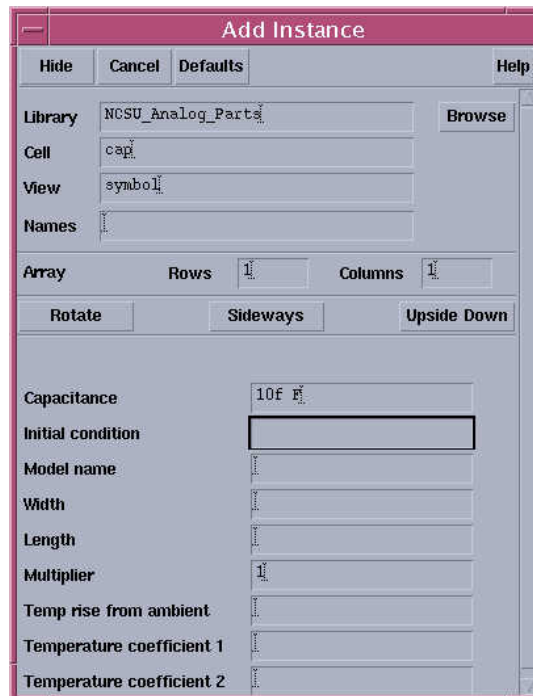 Add Instance
Hide Cancel Defaults Help
Library NCSU_Analog_Parts Browse
Cell cap
View symbol
Names
Array Rows 1 Columns 1
Rotate Sideways Upside Down
Capacitance 10f F
Initial condition
Model name
Width
Length
Multiplier 1
Temp rise from ambient
Temperature coefficient 1
Temperature coefficient 2